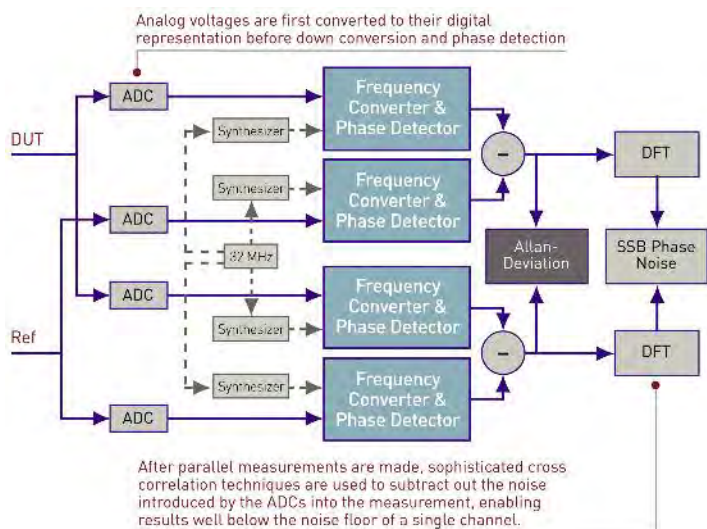 Analog voltages are first converted to their digital
representation before down conversion and phase detection
ADC
Frequency
Converter &
Phase Detector
Synthesizer
DUT
DFT
Synthesizer
Frequency
Converter &
Phase Detector
ADC
32 MHz
Allan-
Deviation
SSB Phase
Noise
ADC
Frequency
Converter &
Phase Detector
Ref
Synthesizer
DFT
Synthesizer
Frequency
Converter &
Phase Detector
ADC
After parallel measurements are made, sophisticated cross
correlation techniques are used to subtract out the noise
introduced by the ADCs into the measurement, enabling
results well below the noise floor of a single channel.